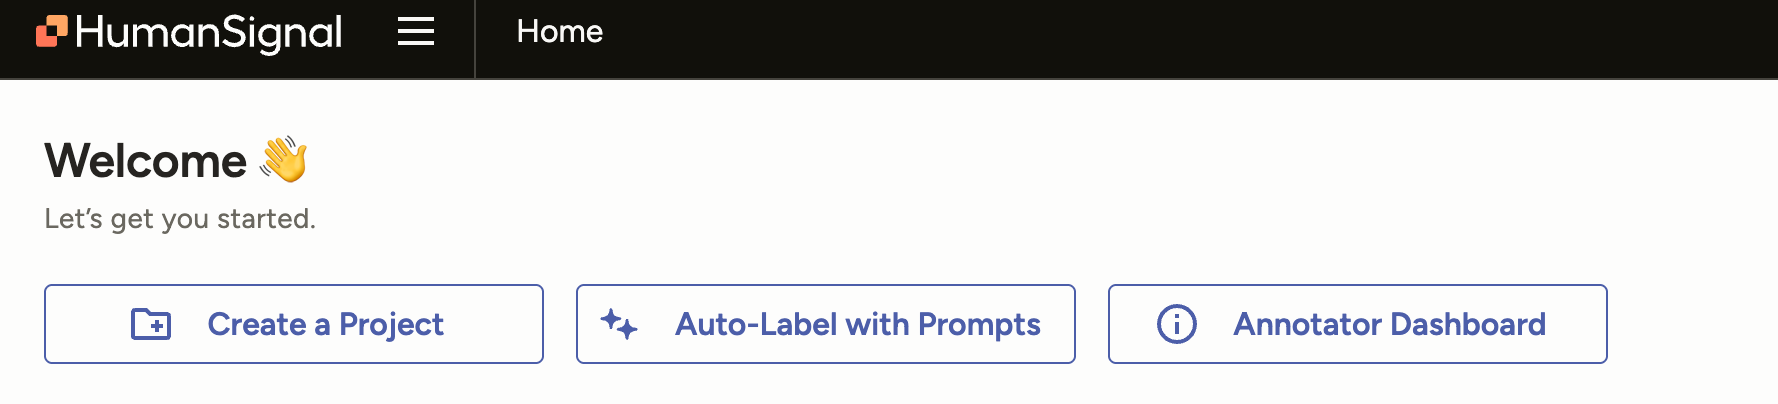 HumanSignal
Home
Welcome 👋
Let's get you started.
Create a Project
Auto-Label with Prompts
Annotator Dashboard